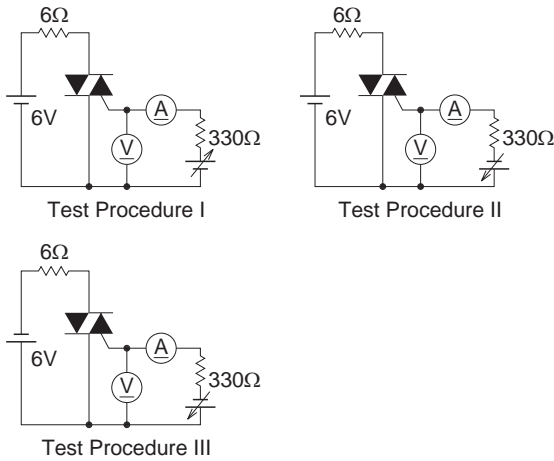 6Ω
6V
A
V
330Ω
Test Procedure I
6Ω
6V
A
V
330Ω
Test Procedure II
6Ω
6V
A
V
330Ω
Test Procedure III